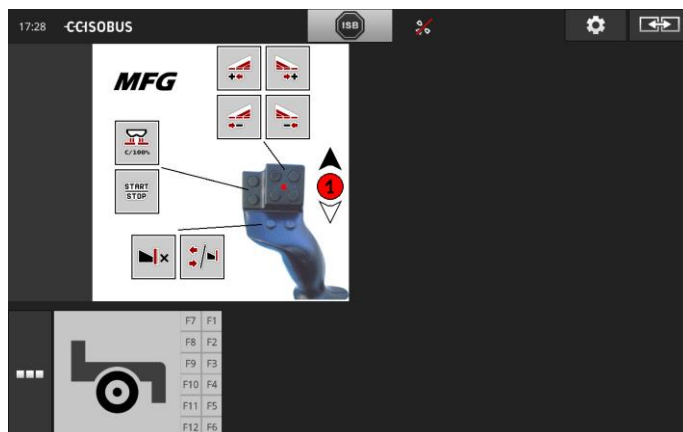 17:28 CCISOBUS ISB
MFG
C/100%
START
STOP
1
x
F7 F1
F8 F2
F9 F3
F10 F4
F11 F5
F12 F6